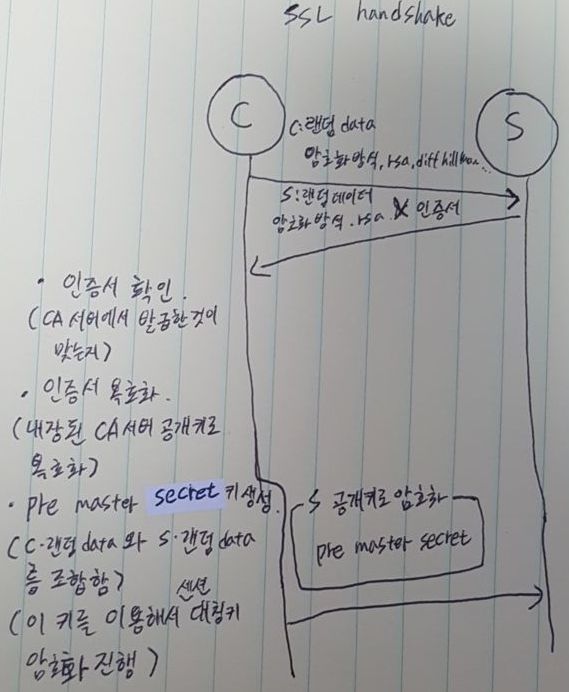 SSL handshake
C
S
C:랜덤 data
암호화 방식, rsa, diff hillman...
S:랜덤 데이터
암호화 방식. rsa. 인증서
· 인증서 확인.
(CA 서버에서 발급한 것이
맞는지)
· 인증서 복호화.
(내장된 CA서버 공개키로
복호화)
· pre master secret 키 생성.
(C·랜덤 data 와 S·랜덤 data
를 조합함)
세션
(이 키를 이용해서 대칭키
암호화 진행)
S 공개키로 암호화
pre master secret